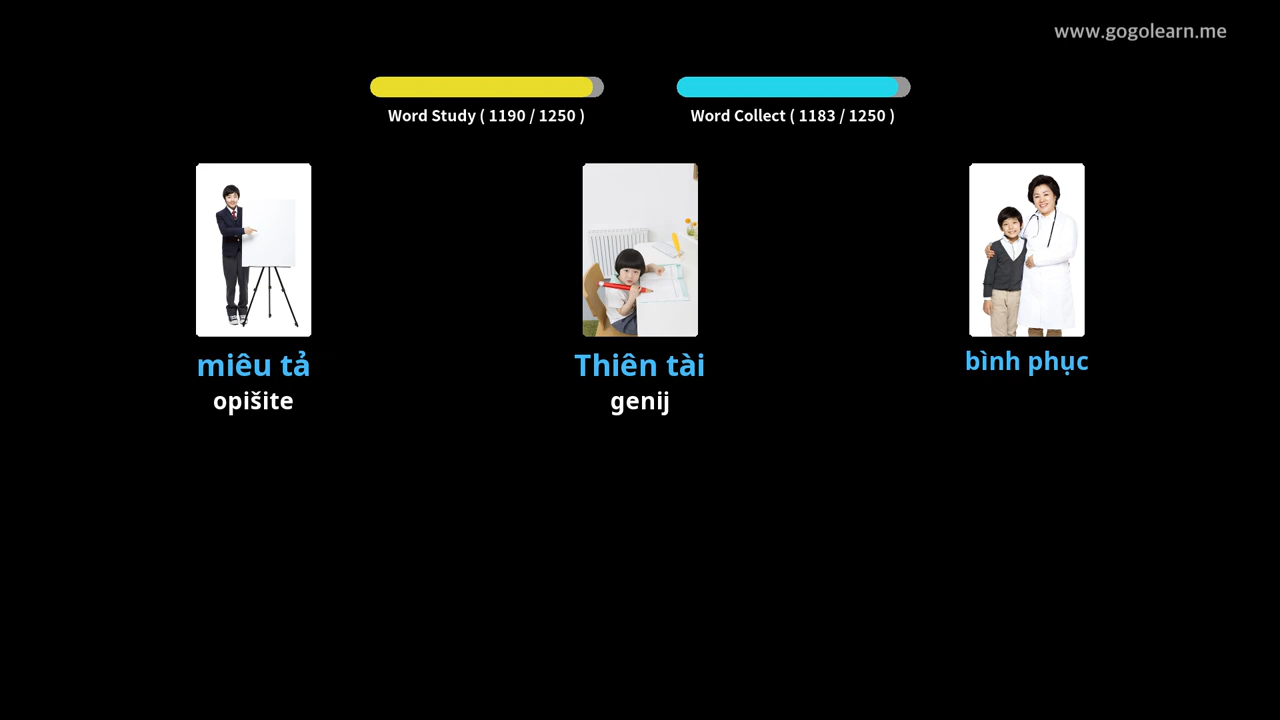 www.gogolearn.me
Word Study ( 1190 / 1250 )
Word Collect ( 1183 / 1250 )
miêu tả
opišite
Thiên tài
genij
bình phục